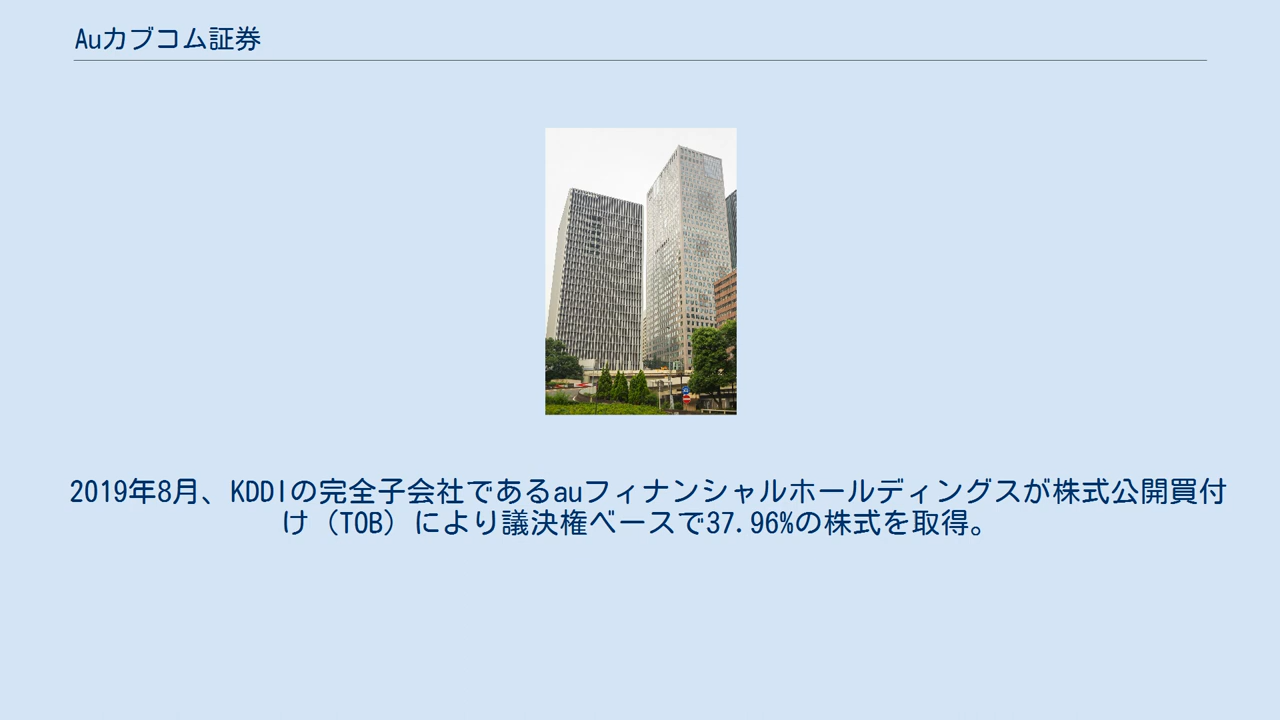 Auカブコム証券
2019年8月、KDDIの完全子会社であるauフィナンシャルホールディングスが株式公開買付
け（TOB）により議決権ベースで37.96%の株式を取得。